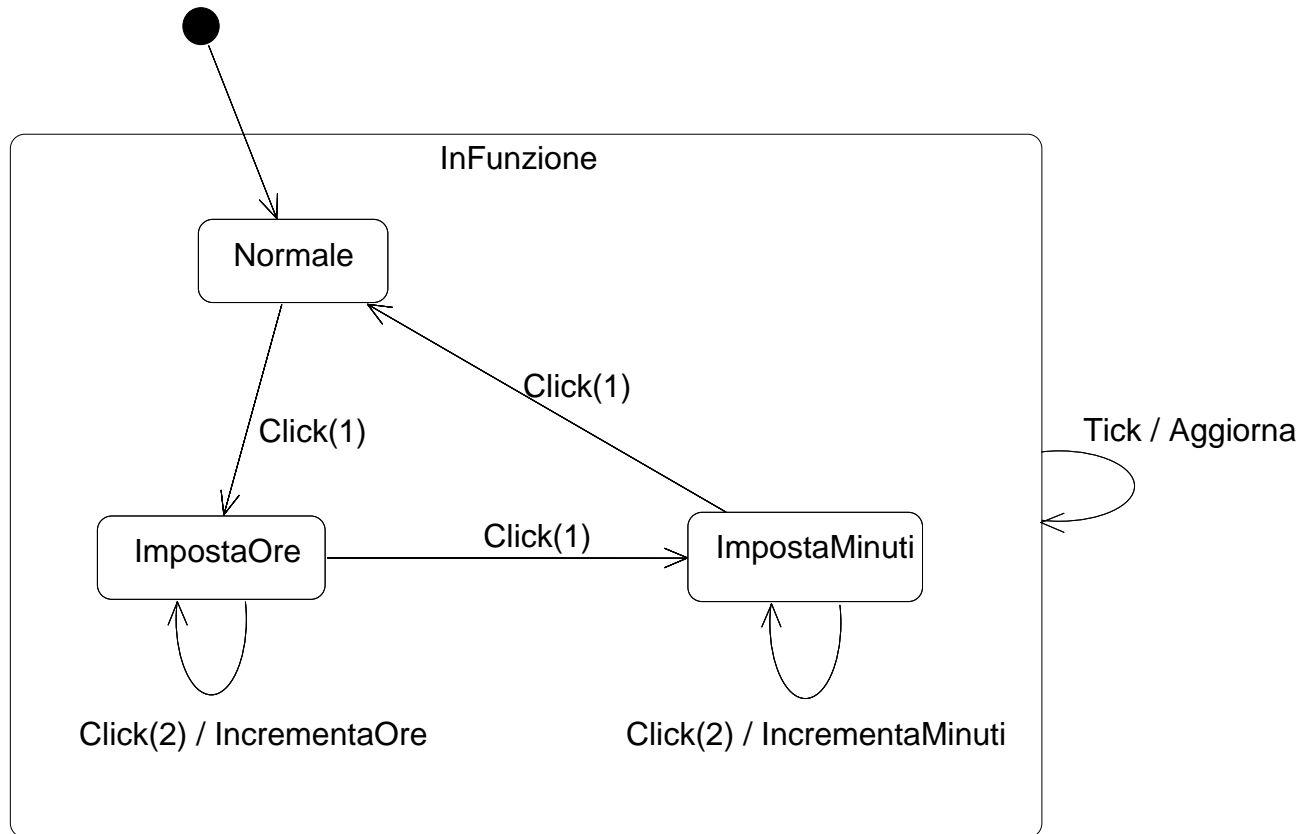 InFunzione
Normale
Click(1)
Click(1)
Tick / Aggiorna
ImpostaOre
Click(1)
ImpostaMinuti
Click(2) / IncrementaOre
Click(2) / IncrementaMinuti